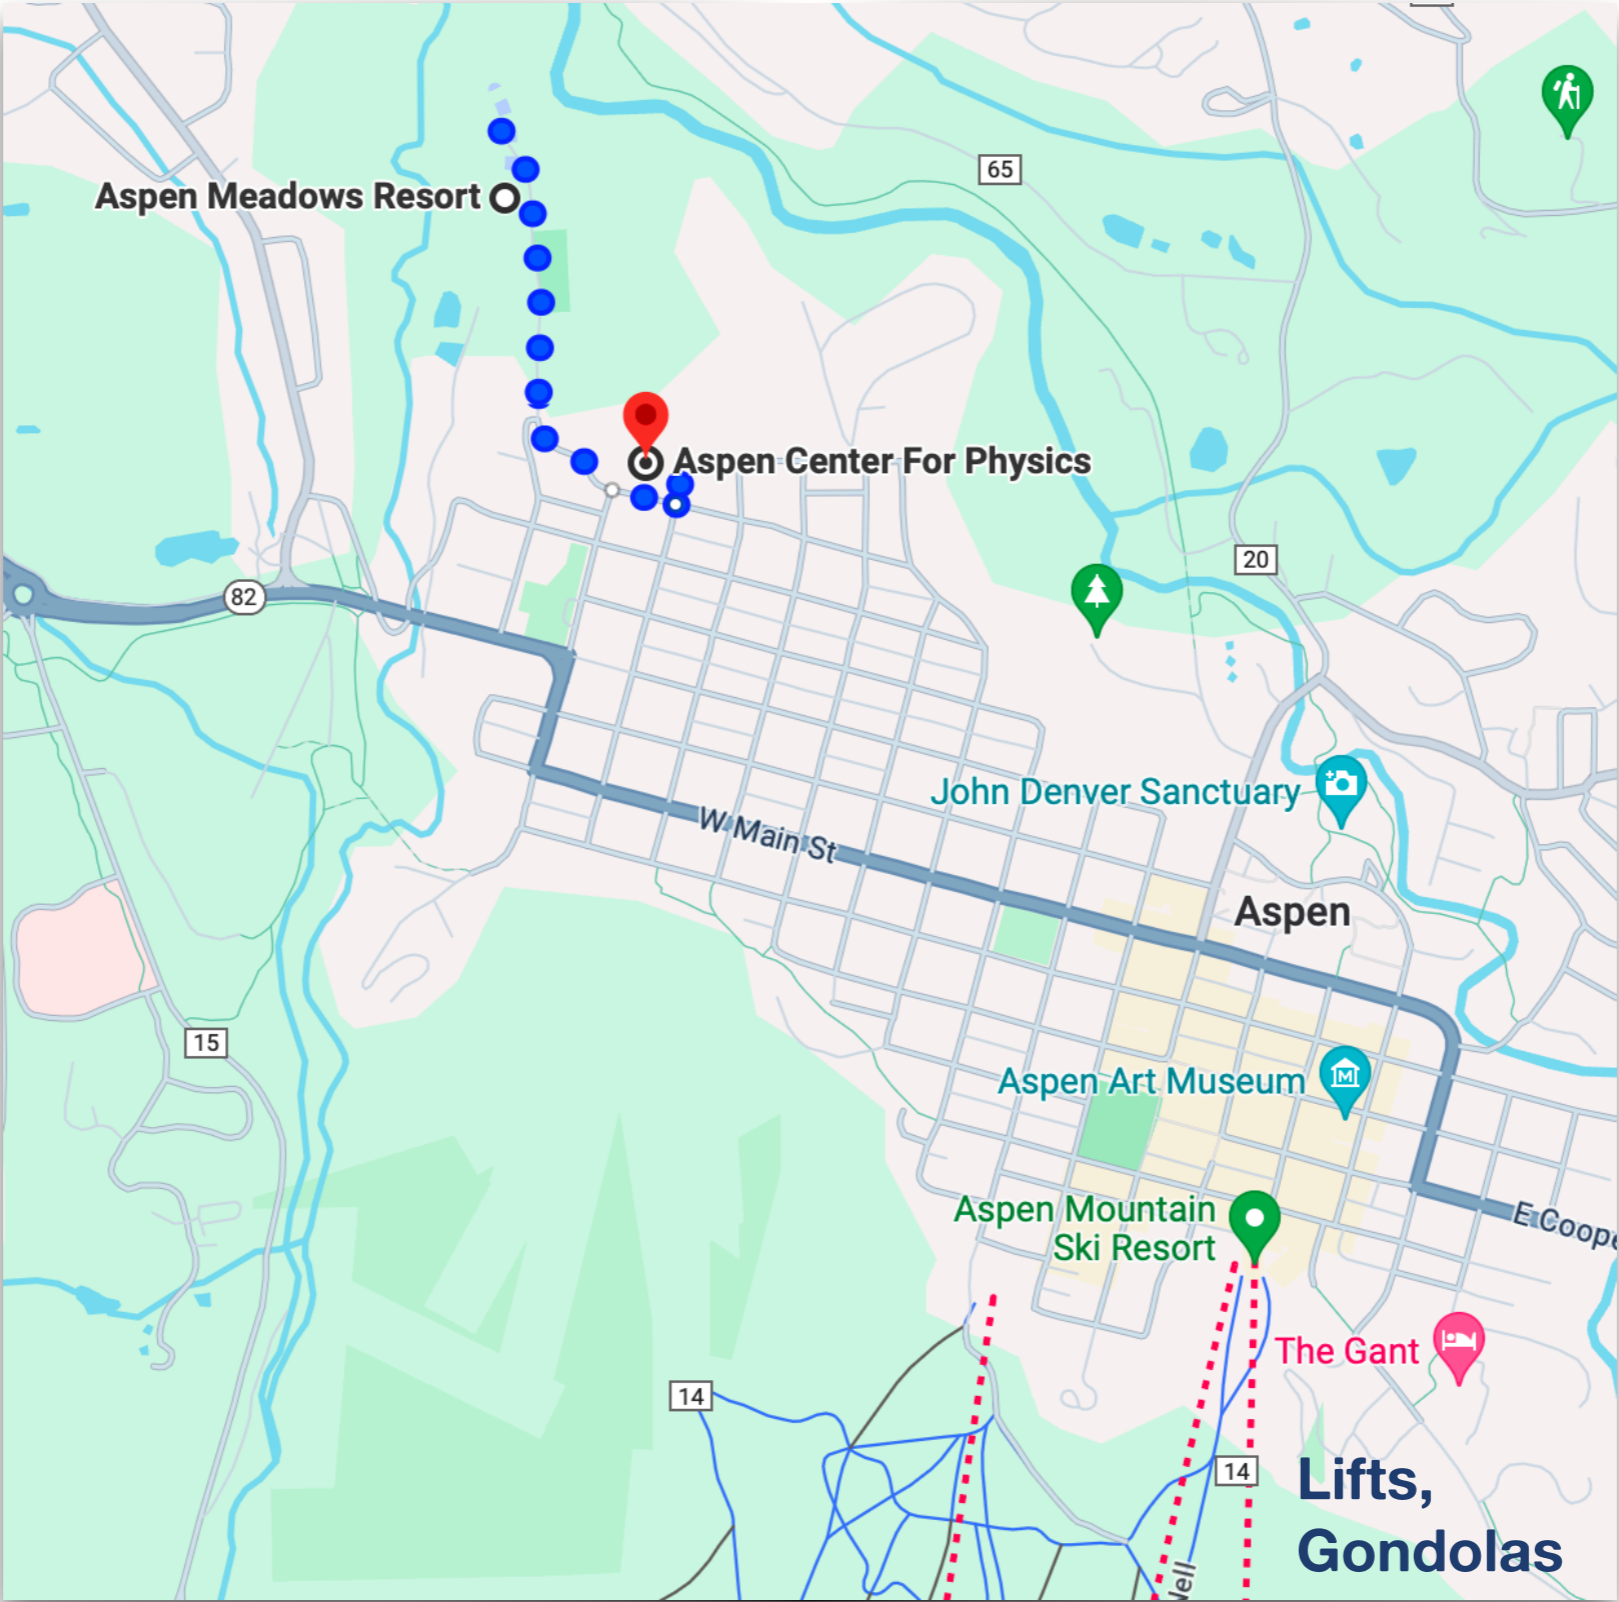 65
Aspen Meadows Resort
Aspen Center For Physics
20
82
John Denver Sanctuary
W Main St
Aspen
15
Aspen Art Museum
Aspen Mountain
Ski Resort
E Coope
The Gant
14
14
Lifts,
Gondolas